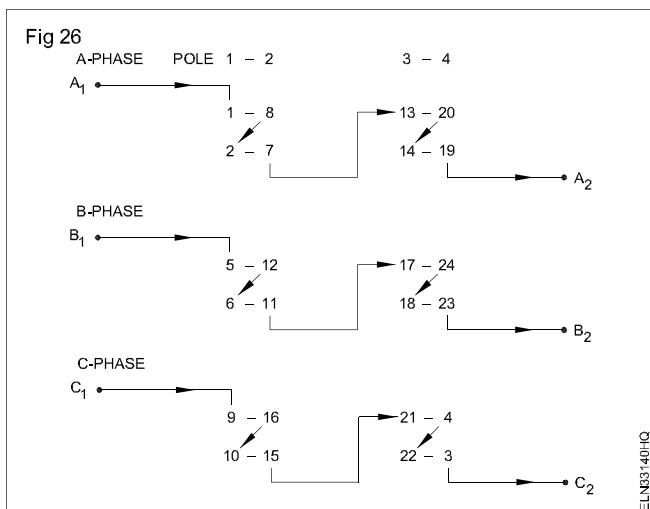 Fig 26
A-PHASE POLE 1 – 2 3 – 4
A1
1 – 8 13 – 20
2 – 7 14 – 19
A2
B-PHASE
B1
5 – 12 17 – 24
6 – 11 18 – 23
B2
C-PHASE
C1
9 – 16 21 – 4
10 – 15 22 – 3
C2
ELN33140HQ